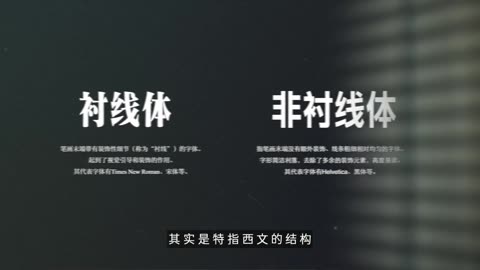 衬线体
笔画末端带有装饰性细节（称为“衬线”）的字体。
起到了视觉引导和装饰的作用。
其代表字体有Times New Roman、宋体等。
非衬线体
指笔画末端没有额外装饰、线条粗细相对均匀的字体。
字形简洁利落，去除了多余的装饰元素，高度易读。
其代表字体有Helvetica、黑体等。
其实是特指西文的结构